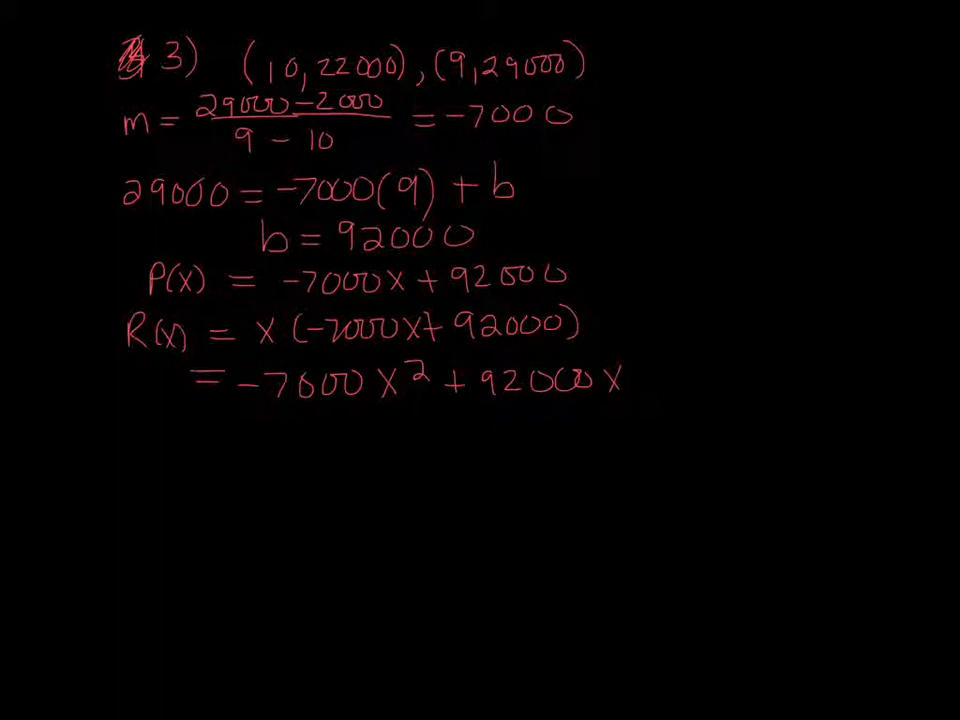 3) (10,22000),(9,29000)
m = 29000-2000 / 9 - 10 = -7000
29000 = -7000(9) + b
b = 92000
P(x) = -7000x + 92000
R(x) = x (-7000x + 92000)
= -7000x² + 92000x